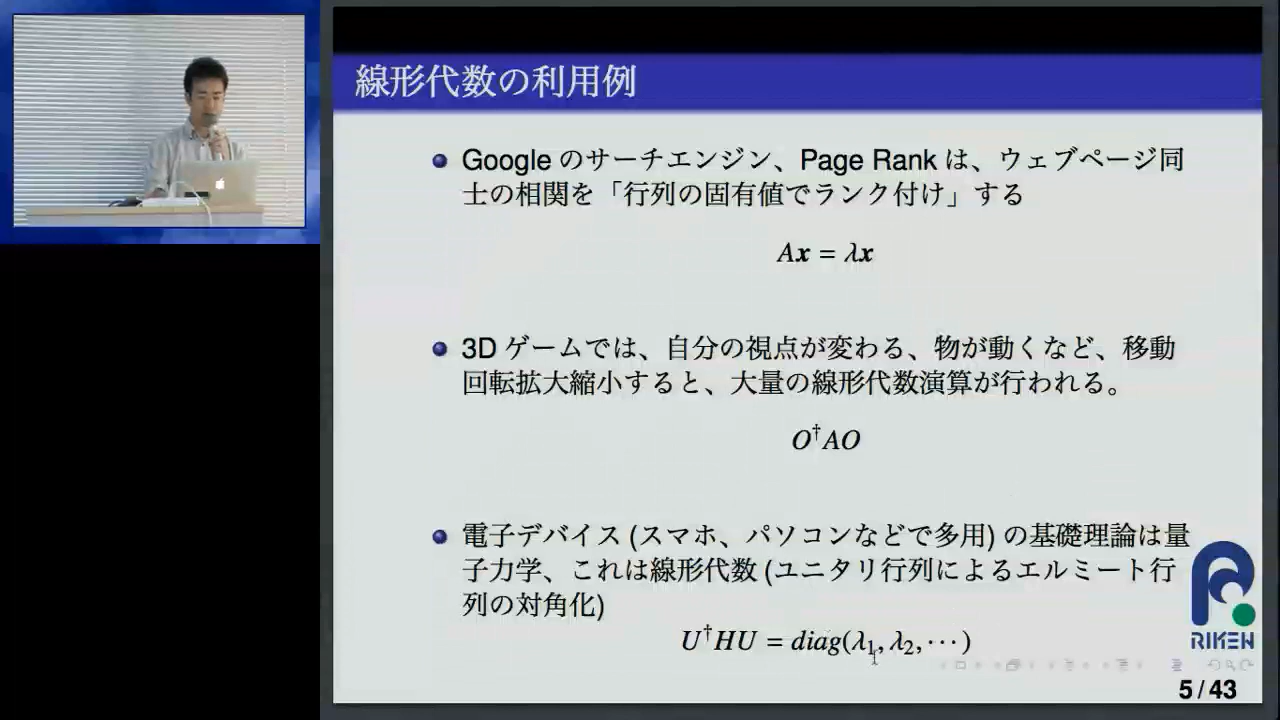 線形代数の利用例
Google のサーチエンジン、Page Rank は、ウェブページ同
士の相関を「行列の固有値でランク付け」する
Ax = λx
3D ゲームでは、自分の視点が変わる、物が動くなど、移動
回転拡大縮小すると、大量の線形代数演算が行われる。
O†AO
電子デバイス (スマホ、パソコンなどで多用) の基礎理論は量
子力学、これは線形代数 (ユニタリ行列によるエルミート行
列の対角化)
U†HU = diag(λ1, λ2, ⋯)
RIKEN
5 / 43